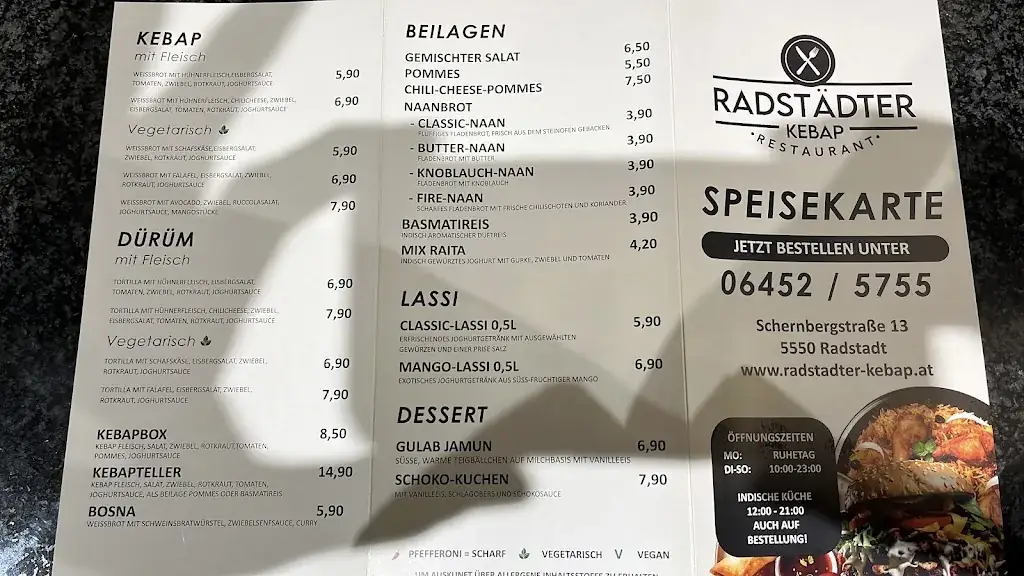 KEBAP
mit Fleisch
WEISSBROT MIT HÜHNERFLEISCH,EISBERGSALAT,
TOMATEN, ZWIEBEL, ROTKRAUT, JOGHURTSAUCE
5,90
WEISSBROT MIT HÜHNERFLEISCH, CHILICHEESE, ZWIEBEL,
EISBERGSALAT, TOMATEN, ROTKRAUT, JOGHURTSAUCE
6,90
Vegetarisch
WEISSBROT MIT SCHAFSKÄSE,EISBERGSALAT,
ZWIEBEL, ROTKRAUT, JOGHURTSAUCE
5,90
WEISSBROT MIT FALAFEL, EISBERGSALAT, ZWIEBEL,
ROTKRAUT, JOGHURTSAUCE
6,90
WEISSBROT MIT AVOCADO, ZWIEBEL, RUCCOLASALAT,
JOGHURTSAUCE, MANGOSTÜCKE
7,90
DÜRÜM
mit Fleisch
TORTILLA MIT HÜHNERFLEISCH, EISBERGSALAT,
TOMATEN, ZWIEBEL, ROTKRAUT, JOGHURTSAUCE
6,90
TORTILLA MIT HÜHNERFLEISCH, CHILICHEESE, ZWIEBEL,
EISBERGSALAT, TOMATEN, ROTKRAUT, JOGHURTSAUCE
7,90
Vegetarisch
TORTILLA MIT SCHAFSKÄSE, EISBERGSALAT, ZWIEBEL,
ROTKRAUT, JOGHURTSAUCE
6,90
TORTILLA MIT FALAFEL, EISBERGSALAT, ZWIEBEL,
ROTKRAUT, JOGHURTSAUCE
7,90
KEBAPBOX 8,50
KEBAP FLEISCH, SALAT, ZWIEBEL, ROTKRAUT,TOMATEN,
POMMES, JOGHURTSAUCE
KEBAPTELLER 14,90
KEBAP FLEISCH, SALAT, ZWIEBEL, ROTKRAUT, TOMATEN,
JOGHURTSAUCE, ALS BEILAGE POMMES ODER BASMATIREIS
BOSNA 5,90
WEISSBROT MIT SCHWEINSBRATWÜRSTEL, ZWIEBELSENFSAUCE, CURRY
BEILAGEN
GEMISCHTER SALAT 6,50
POMMES 5,50
CHILI-CHEESE-POMMES 7,50
NAANBROT
- CLASSIC-NAAN 3,90
FLUFFIGES FLADENBROT, FRISCH AUS DEM STEINOFEN GEBACKEN
- BUTTER-NAAN 3,90
FLADENBROT MIT BUTTER
- KNOBLAUCH-NAAN 3,90
FLADENBROT MIT KNOBLAUCH
- FIRE-NAAN 3,90
SCHARFES FLADENBROT MIT FRISCHE CHILISCHOTEN UND KORIANDER
BASMATIREIS 3,90
INDISCH AROMATISCHER DUFTREIS
MIX RAITA 4,20
INDISCH GEWÜRZTES JOGHURT MIT GURKE, ZWIEBEL UND TOMATEN
LASSI
CLASSIC-LASSI 0,5L 5,90
ERFRISCHENDES JOGHURTGETRÄNK MIT AUSGEWÄHLTEN
GEWÜRZEN UND EINER PRISE SALZ
MANGO-LASSI 0,5L 6,90
EXOTISCHES JOGHURTGETRÄNK AUS SÜSS-FRUCHTIGER MANGO
DESSERT
GULAB JAMUN 6,90
SÜSSE, WARME TEIGBÄLLCHEN AUF MILCHBASIS MIT VANILLEEIS
SCHOKO-KUCHEN 7,90
MIT VANILLEEIS, SCHLAGOBERS UND SCHOKOSAUCE
PFEFFERONI = SCHARF VEGETARISCH V VEGAN
UM AUSKUNFT ÜBER ALLERGENE INHALTSSTOFFE ZU ERHALTEN
RADSTÄDTER
KEBAP
•RESTAURANT•
SPEISEKARTE
JETZT BESTELLEN UNTER
06452 / 5755
Schernbergstraße 13
5550 Radstadt
www.radstadter-kebap.at
ÖFFNUNGSZEITEN
MO: RUHETAG
DI-SO: 10:00-23:00
INDISCHE KÜCHE
12:00 - 21:00
AUCH AUF
BESTELLUNG!